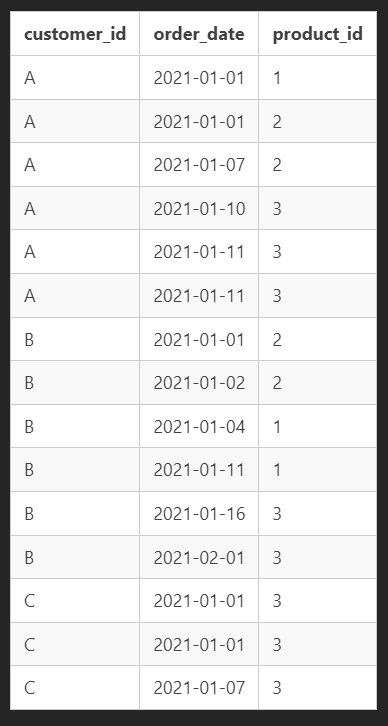 customer_id order_date product_id
A 2021-01-01 1
A 2021-01-01 2
A 2021-01-07 2
A 2021-01-10 3
A 2021-01-11 3
A 2021-01-11 3
B 2021-01-01 2
B 2021-01-02 2
B 2021-01-04 1
B 2021-01-11 1
B 2021-01-16 3
B 2021-02-01 3
C 2021-01-01 3
C 2021-01-01 3
C 2021-01-07 3